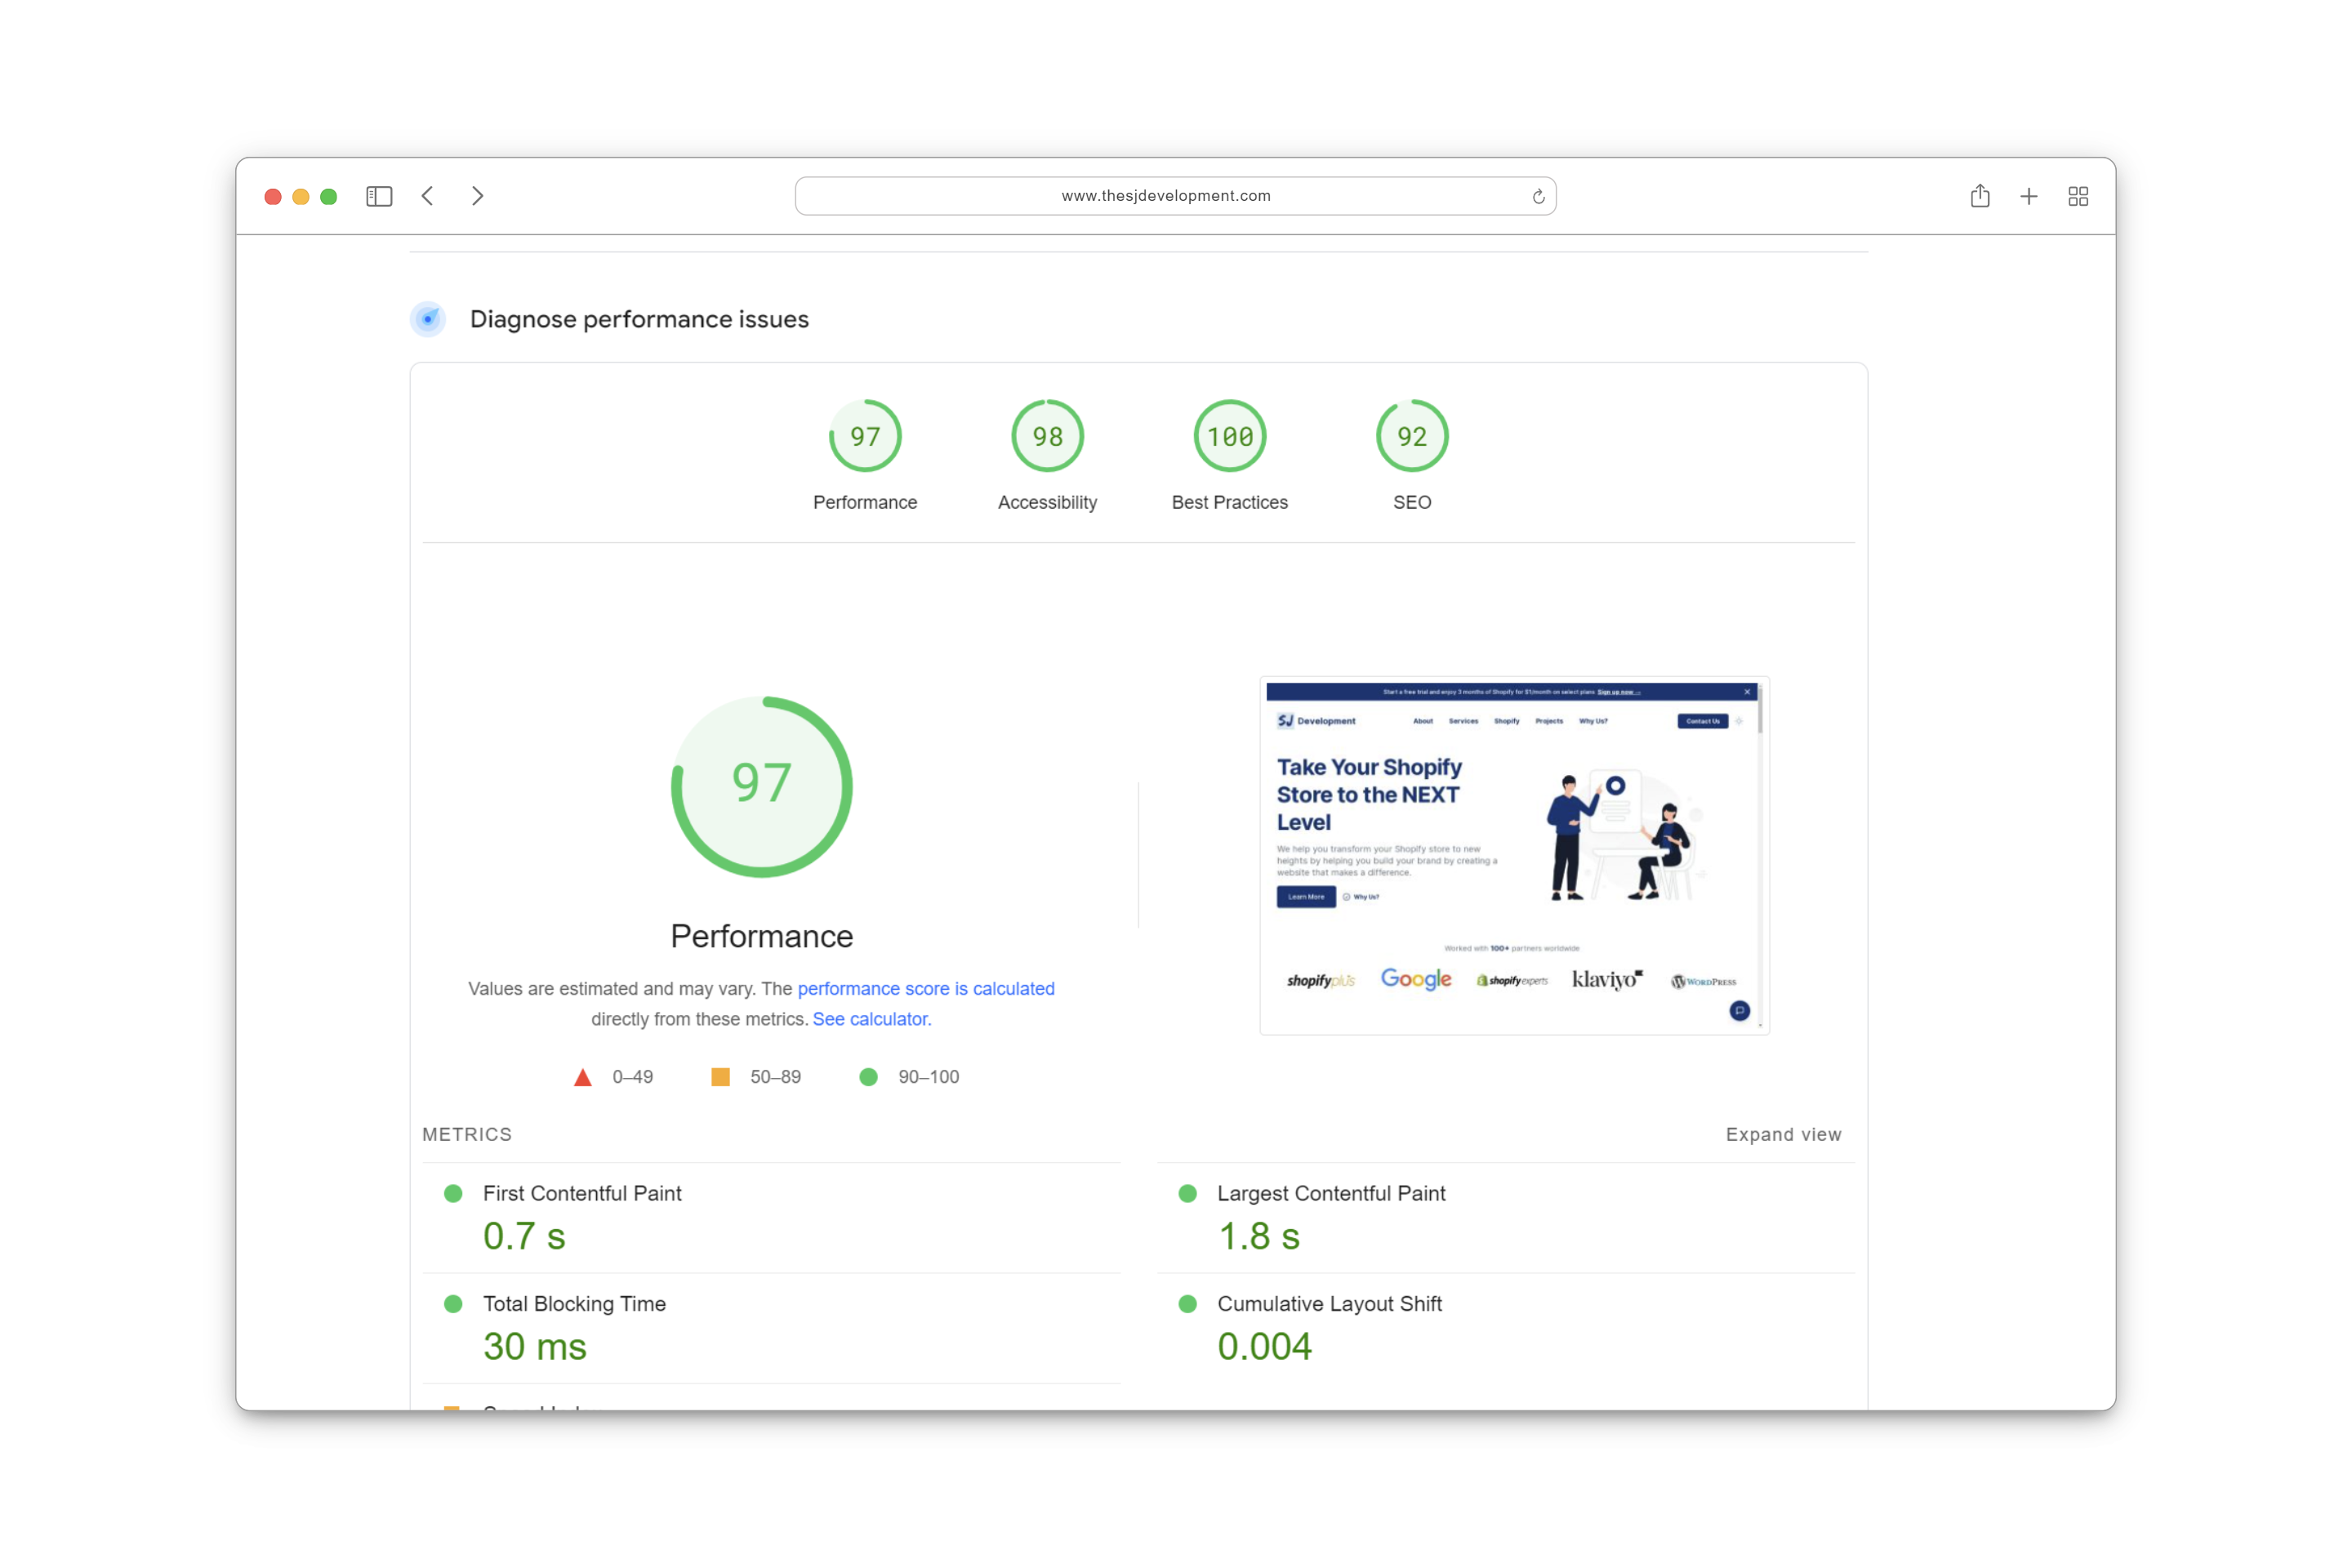 www.thesjdevelopment.com
Diagnose performance issues
97
98
100
92
Performance
Accessibility
Best Practices
SEO
97
Performance
Values are estimated and may vary. The performance score is calculated
directly from these metrics. See calculator.
0–49
50–89
90–100
Start a free trial and enjoy 3 months of Shopify for $1/month on select plans Sign up now
SJ Development
About
Services
Shopify
Projects
Why Us?
Contact Us
Take Your Shopify
Store to the NEXT
Level
We help you transform your Shopify store to new
heights by helping you build your brand by creating a
website that makes a difference.
Learn More
Why Us?
Worked with 100+ partners worldwide
shopifyplus
Google
shopifyexperts
klaviyo
WORDPRESS
METRICS
Expand view
First Contentful Paint
0.7 s
Largest Contentful Paint
1.8 s
Total Blocking Time
30 ms
Cumulative Layout Shift
0.004